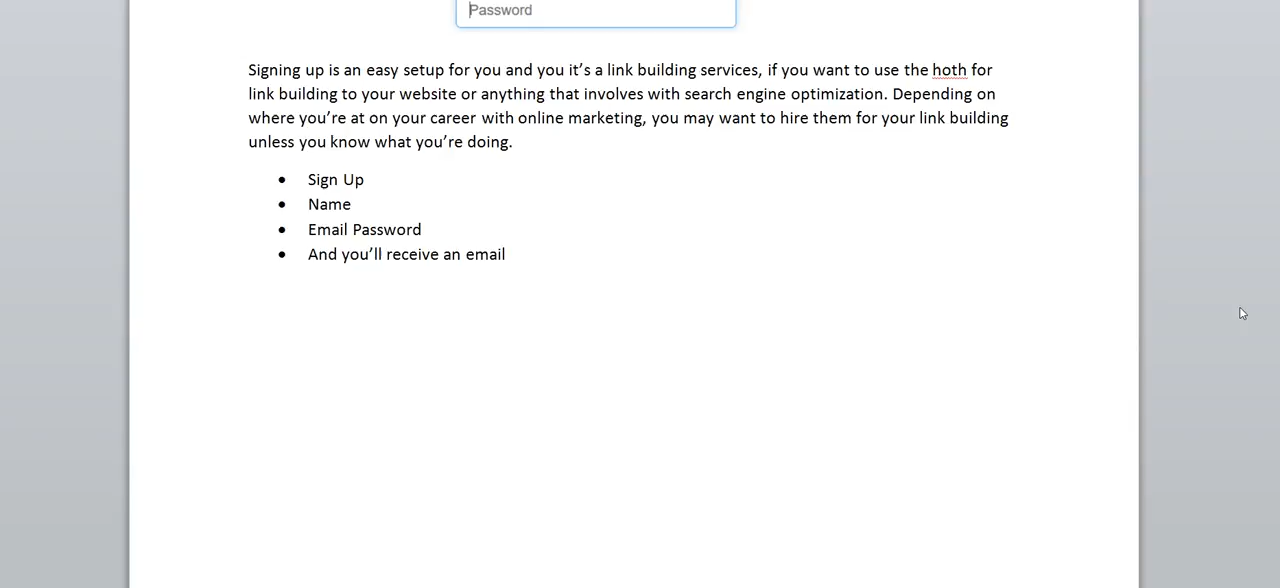 Password
Signing up is an easy setup for you and you it’s a link building services, if you want to use the hoth for
link building to your website or anything that involves with search engine optimization. Depending on
where you’re at on your career with online marketing, you may want to hire them for your link building
unless you know what you’re doing.
• Sign Up
• Name
• Email Password
• And you’ll receive an email